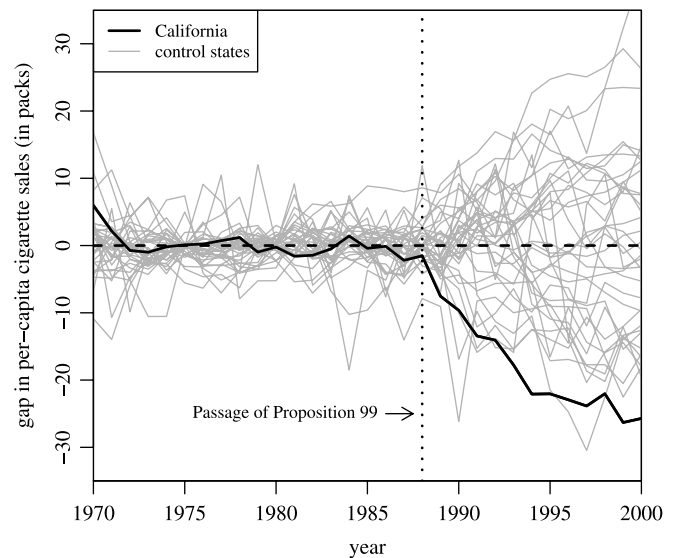 California
control states
gap in per−capita cigarette sales (in packs)
30
20
10
0
−10
−20
−30
Passage of Proposition 99
1970 1975 1980 1985 1990 1995 2000
year